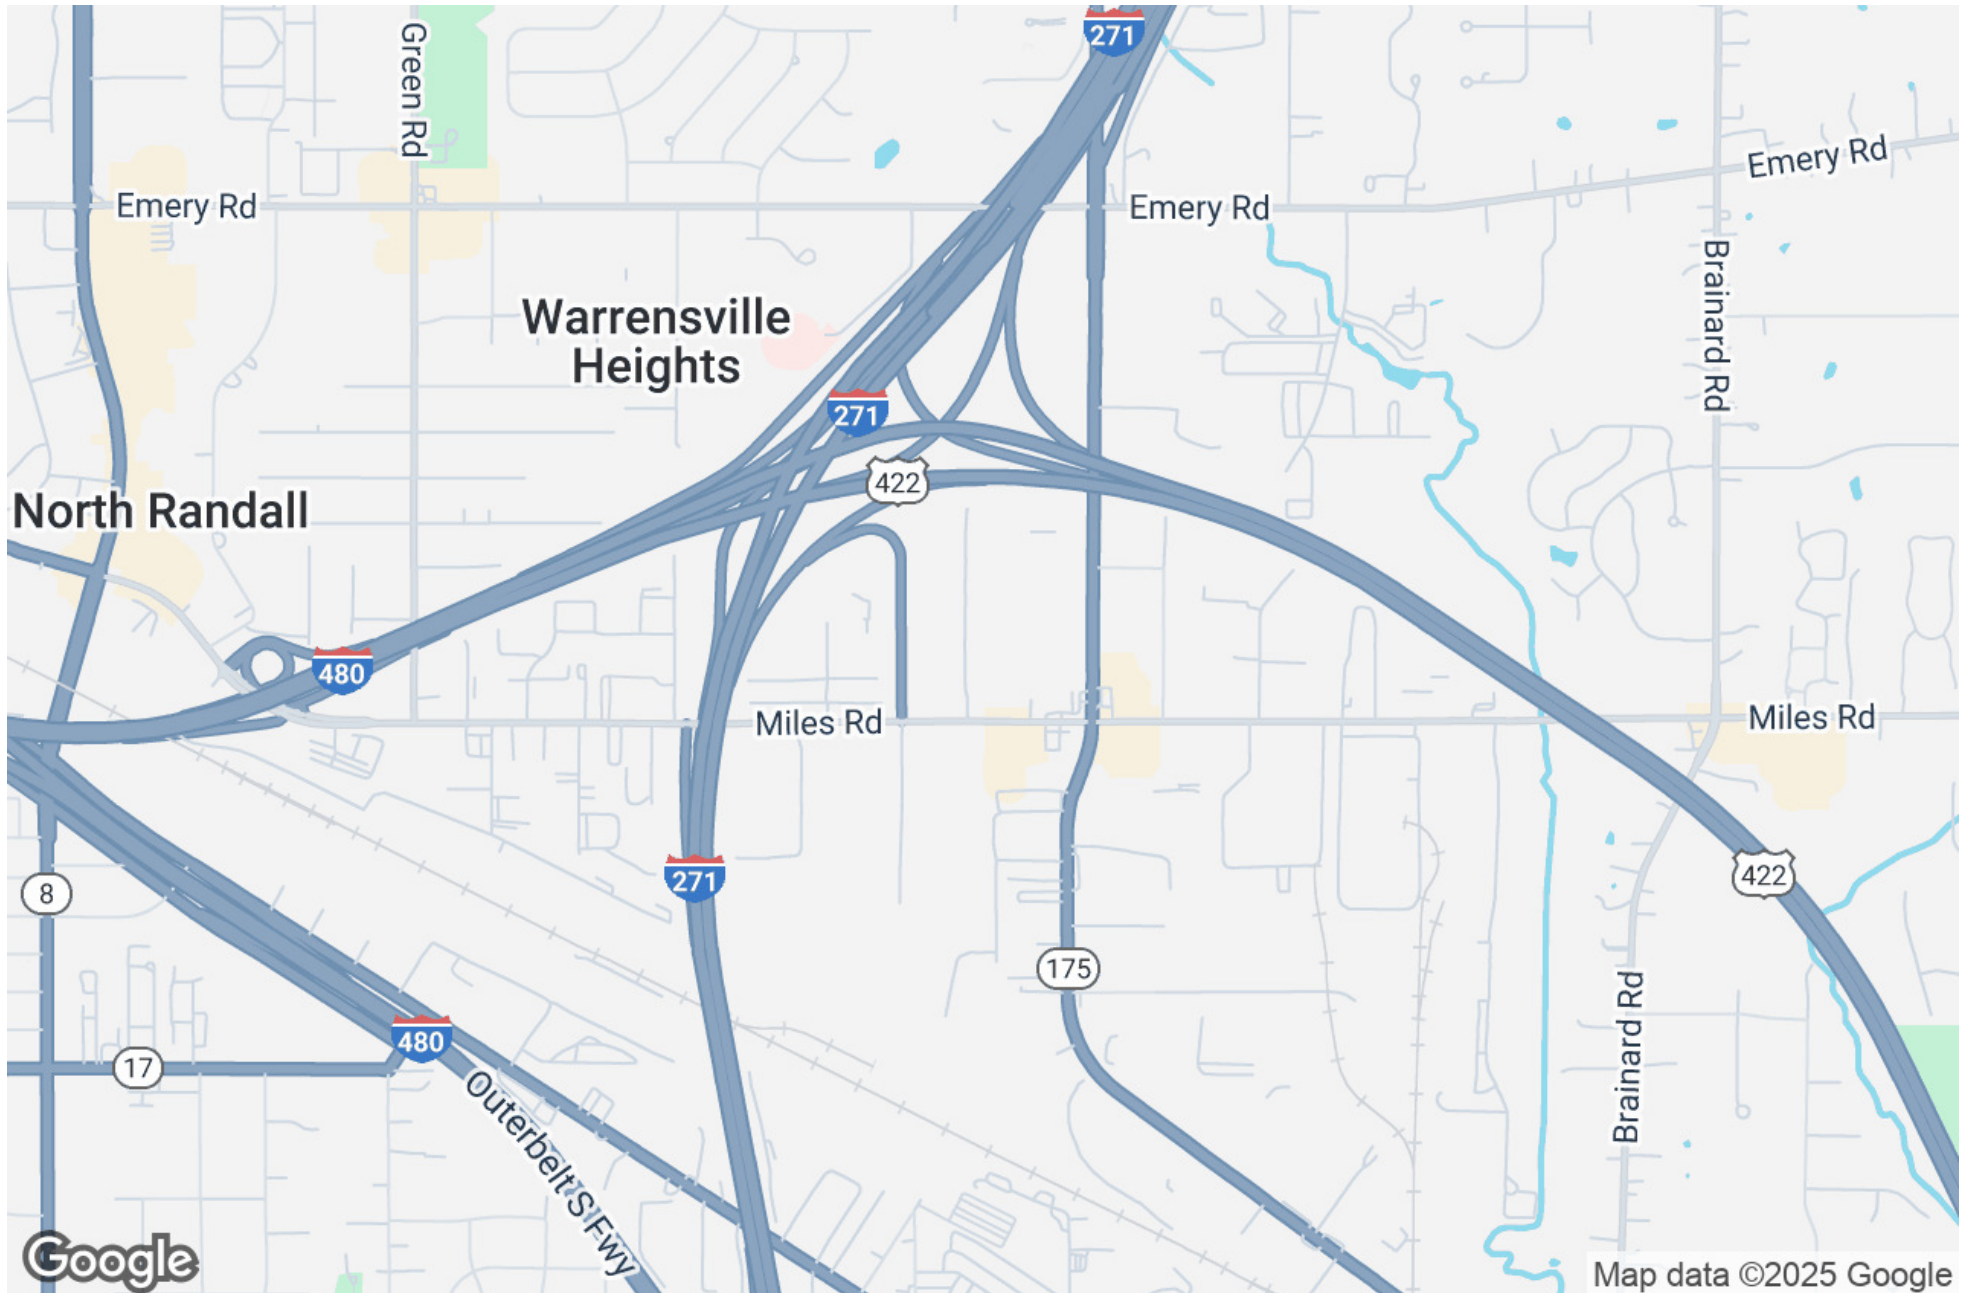 271
Green Rd
Emery Rd
Emery Rd
Emery Rd
Brainard Rd
Warrensville
Heights
271
422
North Randall
480
Miles Rd
Miles Rd
271
422
8
175
480
17
Outerbelt S Fwy
Brainard Rd
Google
Map data ©2025 Google